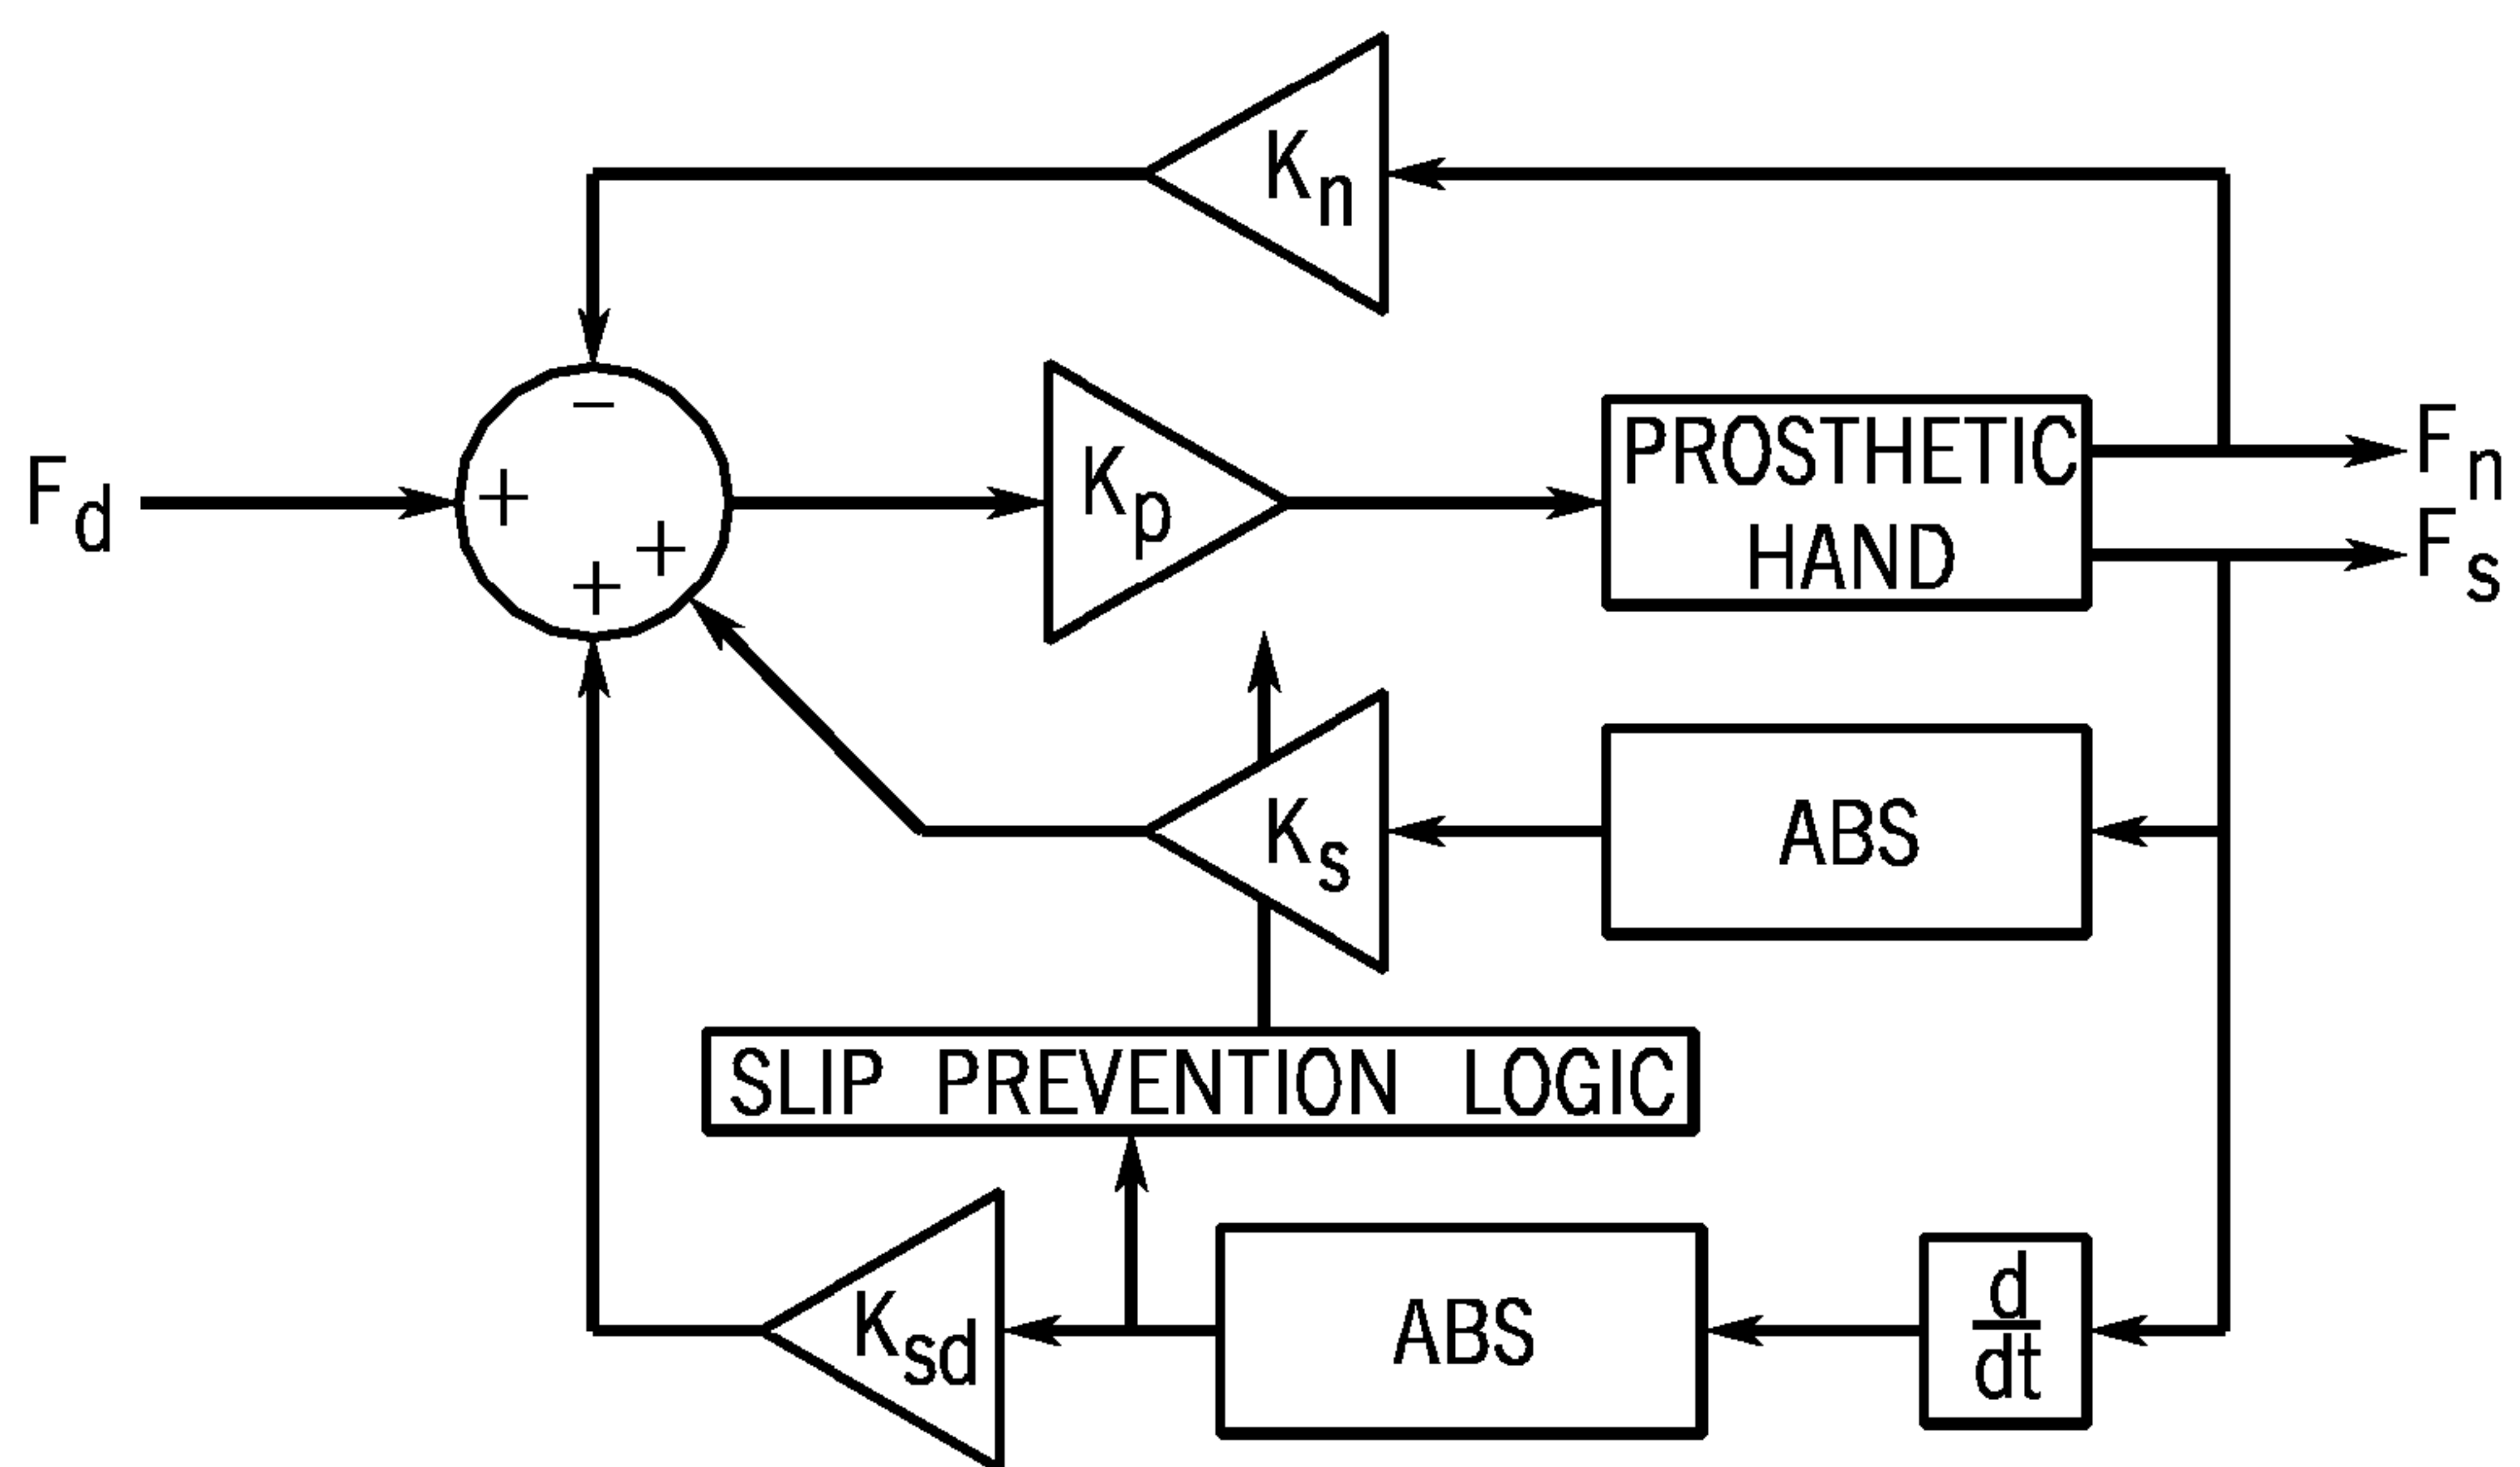 Kn
Fd
−
+
+
+
Kp
PROSTHETIC
HAND
Fn
Fs
Ks
ABS
SLIP PREVENTION LOGIC
Ksd
ABS
d
dt